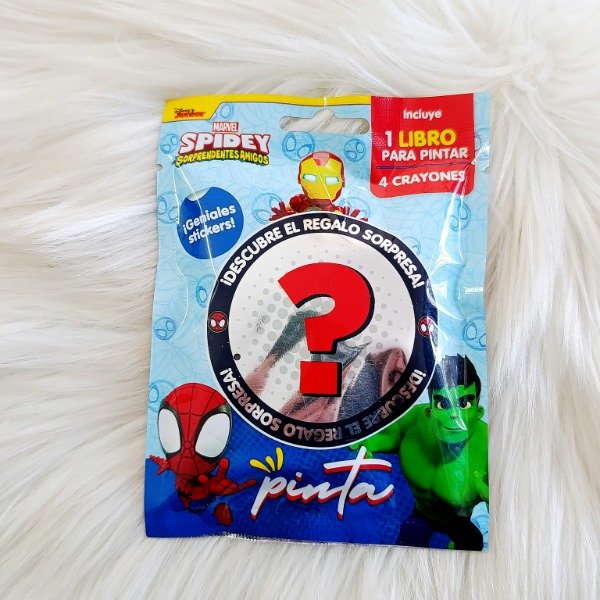 Disney Junior
MARVEL
SPIDEY
SORPRENDENTES AMIGOS
Incluye
1 LIBRO
PARA PINTAR
4 CRAYONES
¡Geniales
stickers!
¡DESCUBRE EL REGALO SORPRESA!
¡DESCUBRE EL REGALO SORPRESA!
pinta